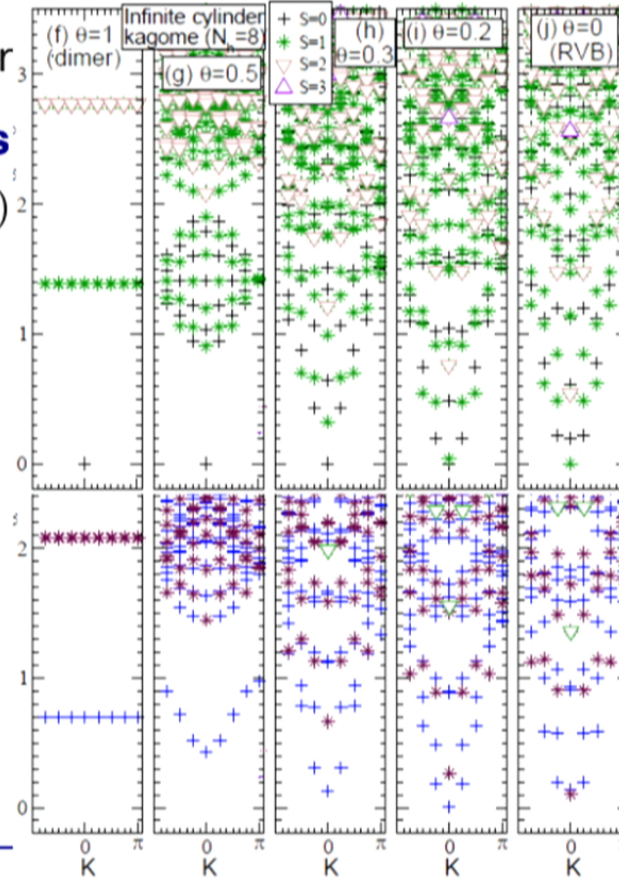 r
s
)
Infinite cylinder
kagome (N_h=8)
(f) θ=1
(dimer)
(g) θ=0.5
S=0
S=1
S=2
S=3
(h)
θ=0.3
(i) θ=0.2
(j) θ=0
(RVB)
3
2
1
0
2
1
0
0 π 0 π 0 π 0 π 0 π
K K K K K